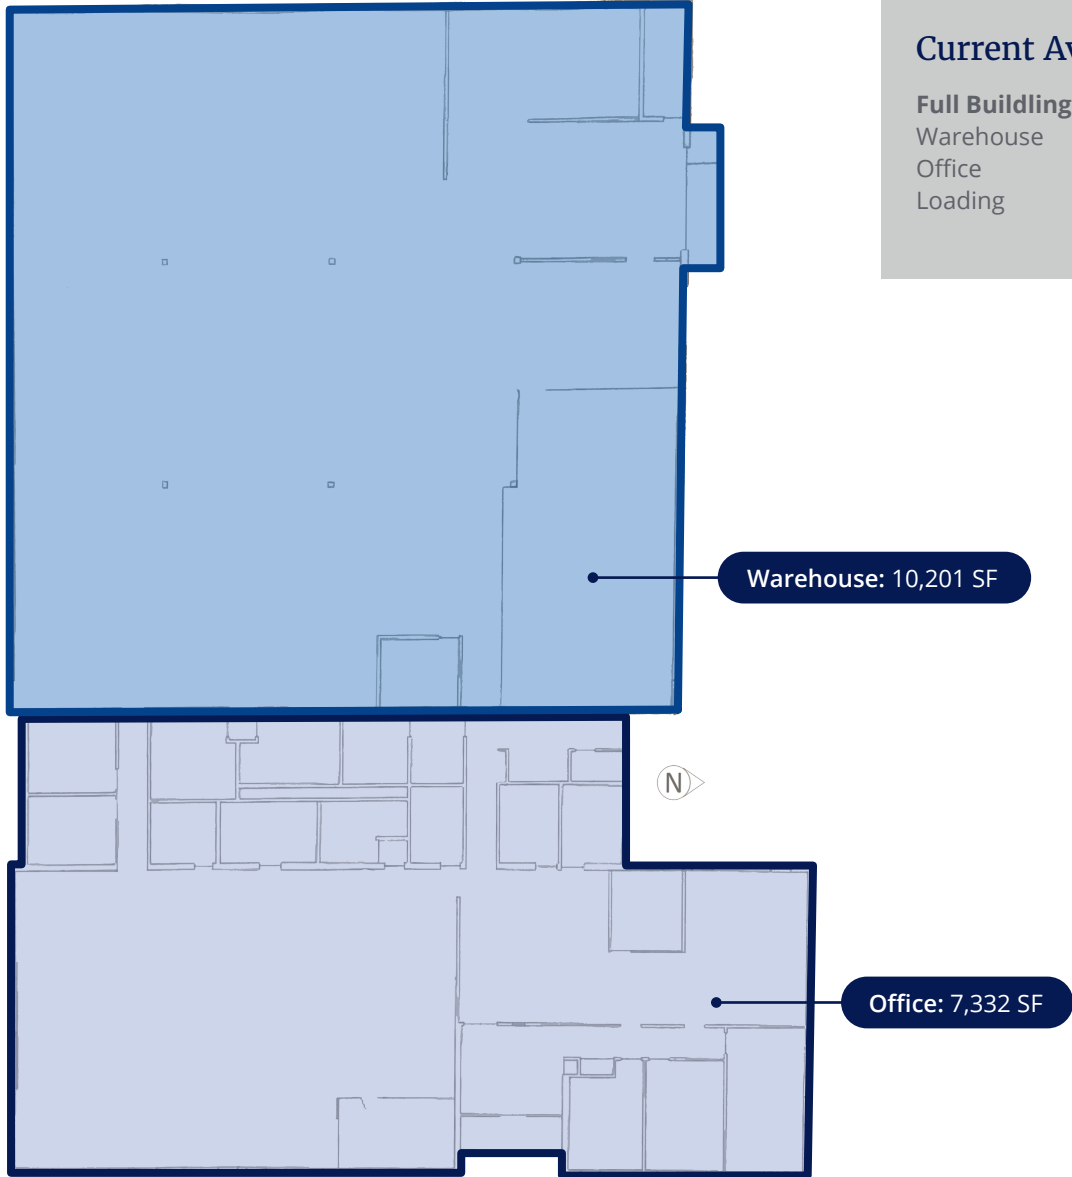 Current Av
Full Buildling
Warehouse
Office
Loading
Warehouse: 10,201 SF
N
Office: 7,332 SF